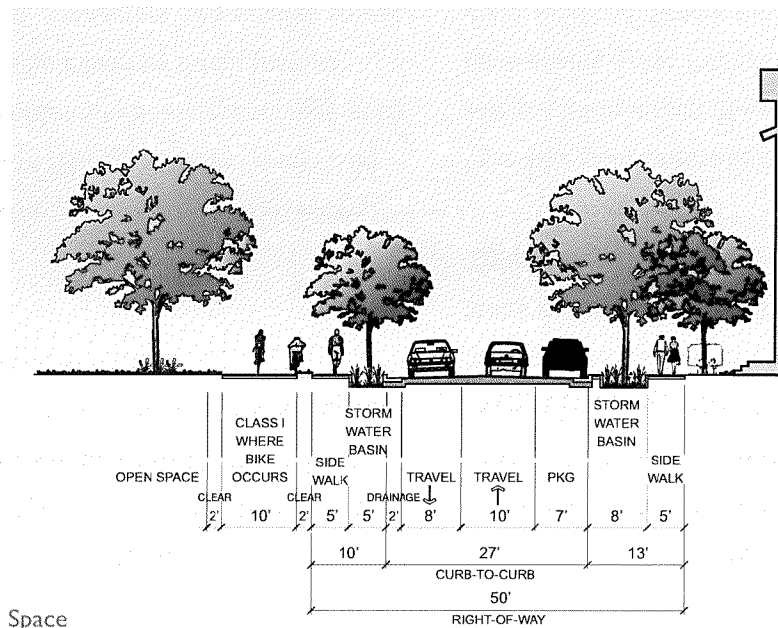 STORM
WATER
BASIN
STORM
WATER
BASIN
CLASS I
WHERE
BIKE
OCCURS
OPEN SPACE
CLEAR
CLEAR
SIDE
WALK
DRAINAGE
TRAVEL
TRAVEL
PKG
SIDE
WALK
2' 10' 2' 5' 5' 2' 8' 10' 7' 8' 5'
10' 27' 13'
CURB-TO-CURB
50'
RIGHT-OF-WAY
Space